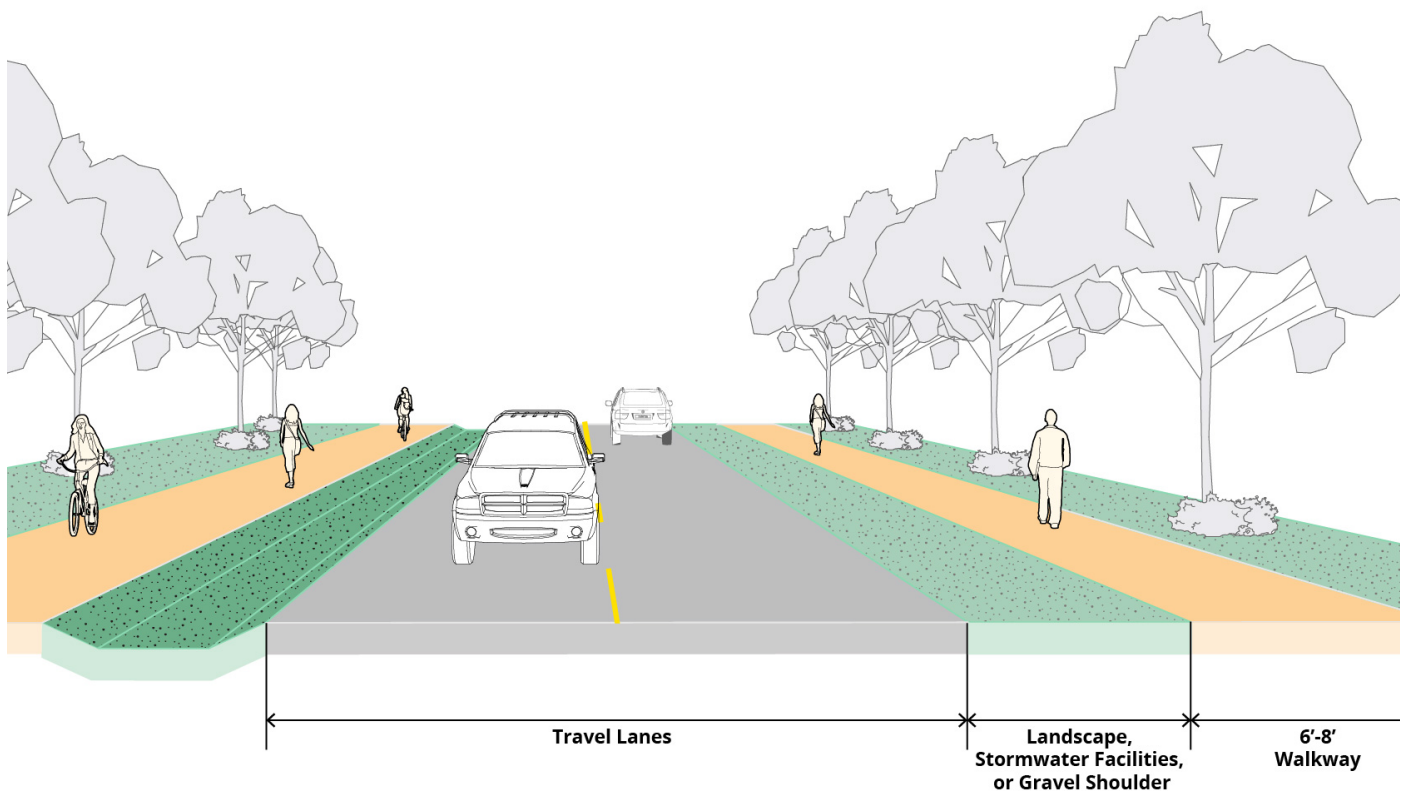 Travel Lanes
Landscape,
Stormwater Facilities,
or Gravel Shoulder
6’-8’
Walkway